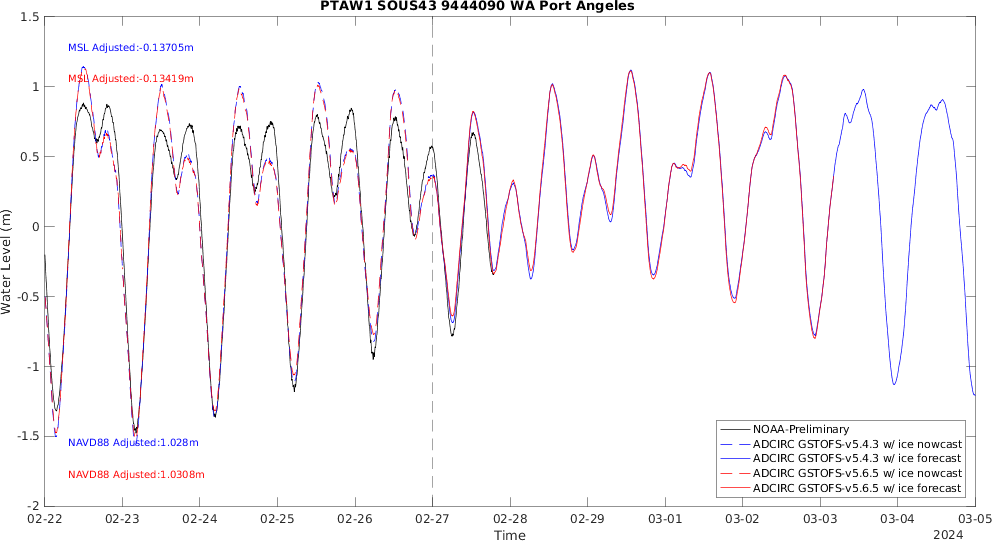 PTAW1 SOUS43 9444090 WA Port Angeles
1.5
1
0.5
0
-0.5
-1
-1.5
-2
Water Level (m)
MSL Adjusted:-0.13705m
MSL Adjusted:-0.13419m
NAVD88 Adjusted:1.028m
NAVD88 Adjusted:1.0308m
NOAA-Preliminary
ADCIRC GSTOFS-v5.4.3 w/ ice nowcast
ADCIRC GSTOFS-v5.4.3 w/ ice forecast
ADCIRC GSTOFS-v5.6.5 w/ ice nowcast
ADCIRC GSTOFS-v5.6.5 w/ ice forecast
02-22 02-23 02-24 02-25 02-26 02-27 02-28 02-29 03-01 03-02 03-03 03-04 03-05
Time
2024